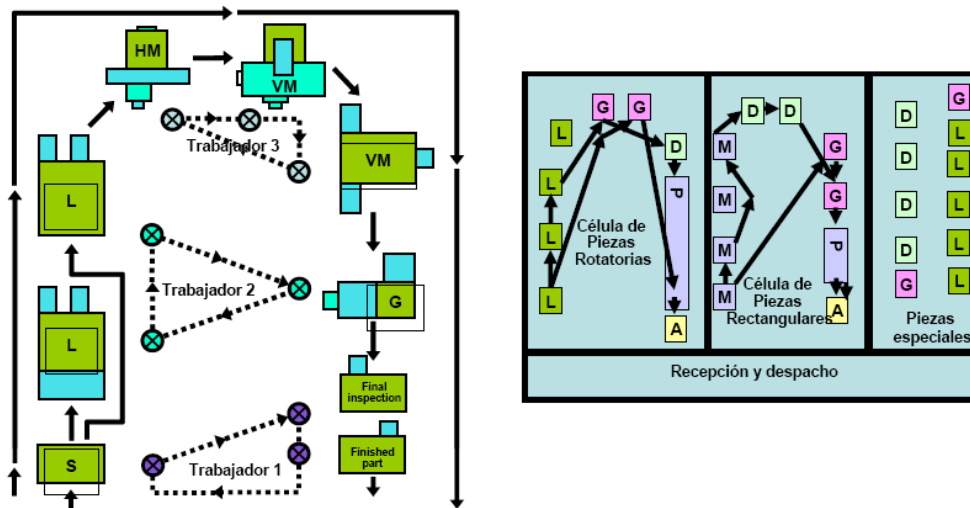 HM
VM
Trabajador 3
VM
L
Trabajador 2
G
L
Final
inspection
Finished
part
S
Trabajador 1
G
G
L
D
L
P
L
Célula de
Piezas
Rotatorias
L
A
D
D
M
G
M
G
M
P
Célula de
Piezas
Rectangulares
M
A
G
D
L
D
L
D
L
D
L
G
L
Piezas
especiales
Recepción y despacho